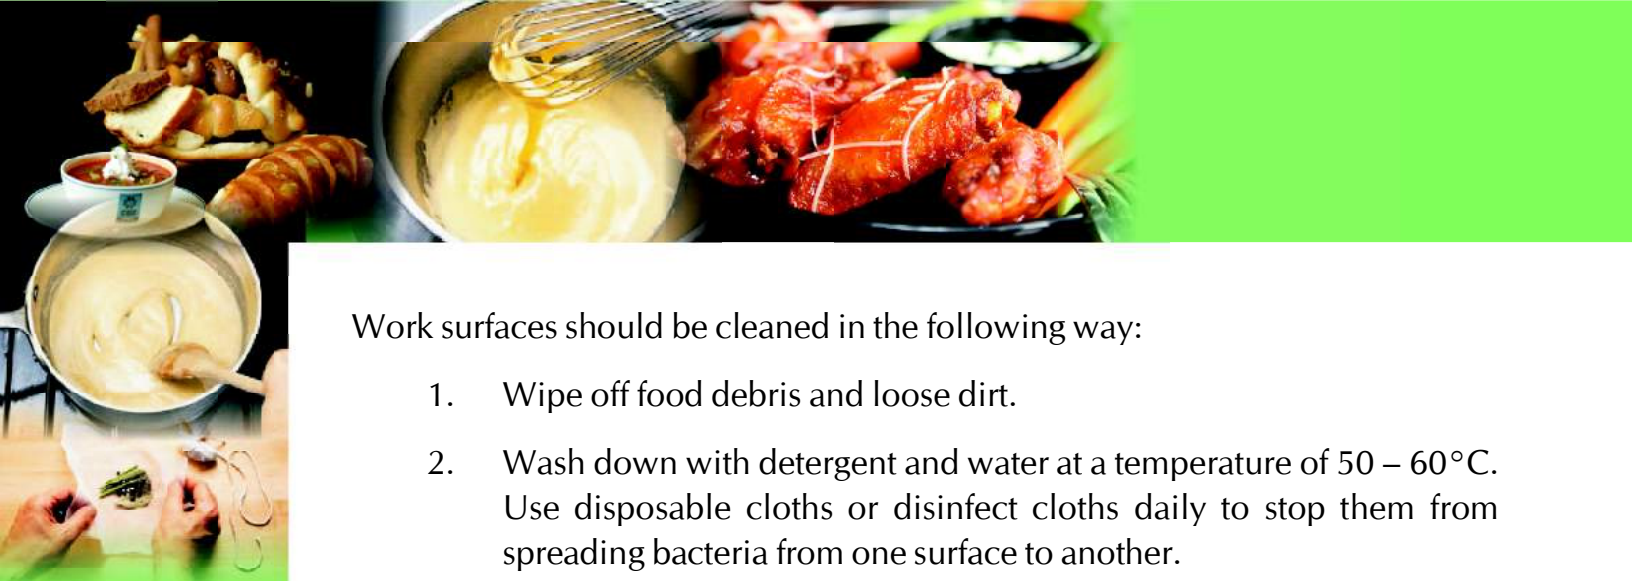 Work surfaces should be cleaned in the following way:
1. Wipe off food debris and loose dirt.
2. Wash down with detergent and water at a temperature of 50 – 60°C.
Use disposable cloths or disinfect cloths daily to stop them from
spreading bacteria from one surface to another.